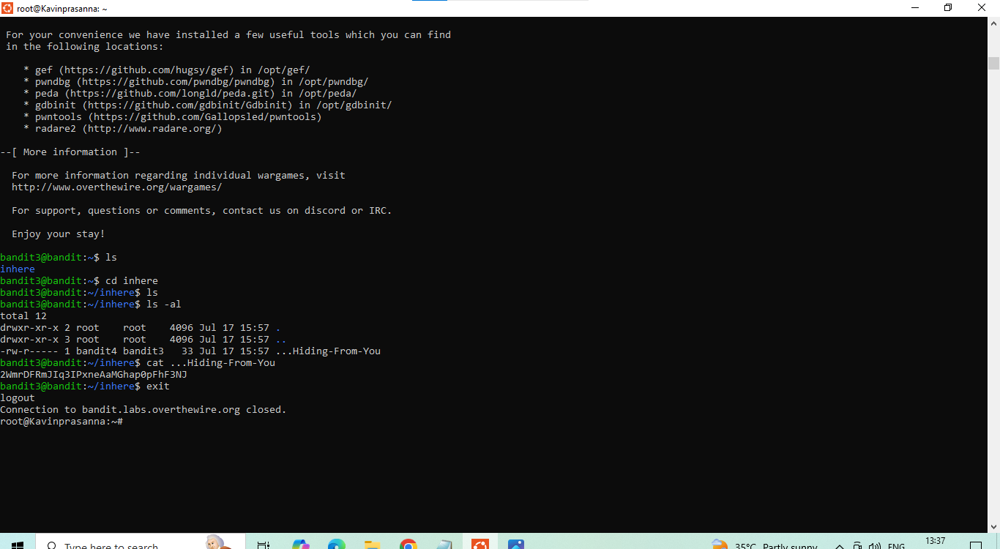 root@Kavinprasanna: ~
For your convenience we have installed a few useful tools which you can find
in the following locations:
* gef (https://github.com/hugsy/gef) in /opt/gef/
* pwndbg (https://github.com/pwndbg/pwndbg) in /opt/pwndbg/
* peda (https://github.com/longld/peda.git) in /opt/peda/
* gdbinit (https://github.com/gdbinit/Gdbinit) in /opt/gdbinit/
* pwntools (https://github.com/Gallopsled/pwntools)
* radare2 (http://www.radare.org/)
--[ More information ]--
For more information regarding individual wargames, visit
http://www.overthewire.org/wargames/
For support, questions or comments, contact us on discord or IRC.
Enjoy your stay!
bandit3@bandit:~$ ls
inhere
bandit3@bandit:~$ cd inhere
bandit3@bandit:~/inhere$ ls
bandit3@bandit:~/inhere$ ls -al
total 12
drwxr-xr-x 2 root    root    4096 Jul 17 15:57 .
drwxr-xr-x 3 root    root    4096 Jul 17 15:57 ..
-rw-r----- 1 bandit4 bandit3   33 Jul 17 15:57 ...Hiding-From-You
bandit3@bandit:~/inhere$ cat ...Hiding-From-You
2WmrDFRmJIq3IPxneAaMGhap0pFhF3NJ
bandit3@bandit:~/inhere$ exit
logout
Connection to bandit.labs.overthewire.org closed.
root@Kavinprasanna:~#
Type here to search
35°C Partly sunny
ENG
13:37